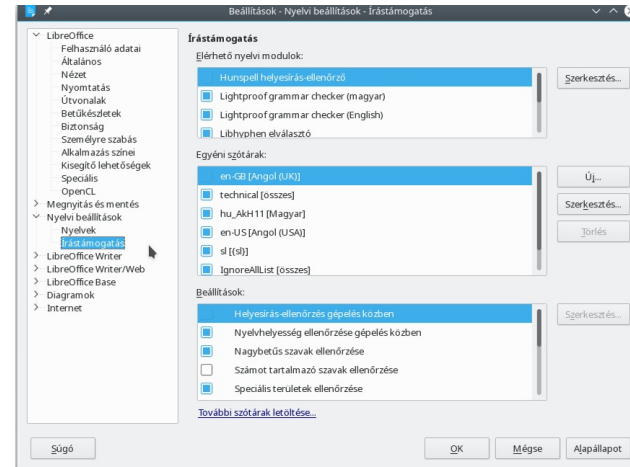 Beállítások - Nyelvi beállítások - Írástámogatás
LibreOffice
Felhasználó adatai
Általános
Nézet
Nyomtatás
Útvonalak
Betűkészletek
Biztonság
Személyre szabás
Alkalmazás színei
Kisegítő lehetőségek
Speciális
OpenCL
Megnyitás és mentés
Nyelvi beállítások
Nyelvek
Írástámogatás
LibreOffice Writer
LibreOffice Writer/Web
LibreOffice Base
Diagramok
Internet
Írástámogatás
Elérhető nyelvi modulok:
Hunspell helyesírás-ellenőrző
Lightproof grammar checker (magyar)
Lightproof grammar checker (English)
Libhyphen elválasztó
Szerkesztés...
Egyéni szótárak:
en-GB [Angol (UK)]
technical [összes]
hu_AkH11 [Magyar]
en-US [Angol (USA)]
sl [{sl}]
IgnoreAllList [összes]
Új...
Szerkesztés...
Törlés
Beállítások:
Helyesírás-ellenőrzés gépelés közben
Nyelvhelyesség ellenőrzése gépelés közben
Nagybetűs szavak ellenőrzése
Számot tartalmazó szavak ellenőrzése
Speciális területek ellenőrzése
Szerkesztés...
További szótárak letöltése...
Súgó
OK
Mégse
Alapállapot